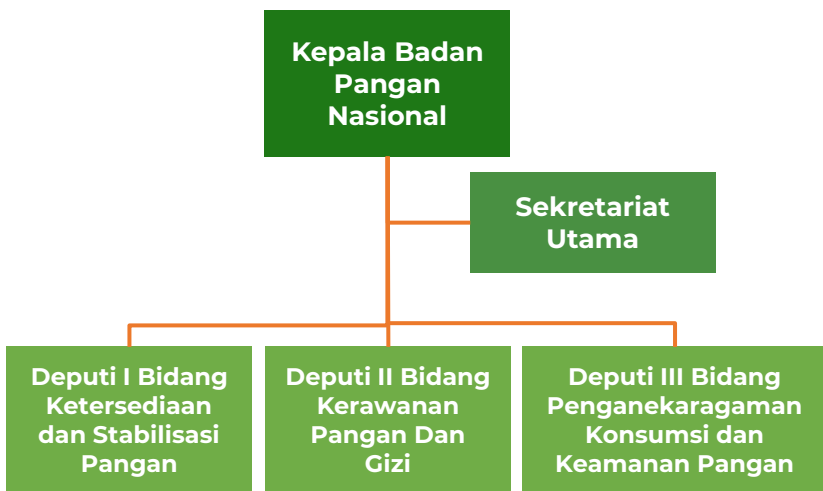 Kepala Badan
Pangan
Nasional
Sekretariat
Utama
Deputi I Bidang
Ketersediaan
dan Stabilisasi
Pangan
Deputi II Bidang
Kerawanan
Pangan Dan
Gizi
Deputi III Bidang
Penganekaragaman
Konsumsi dan
Keamanan Pangan